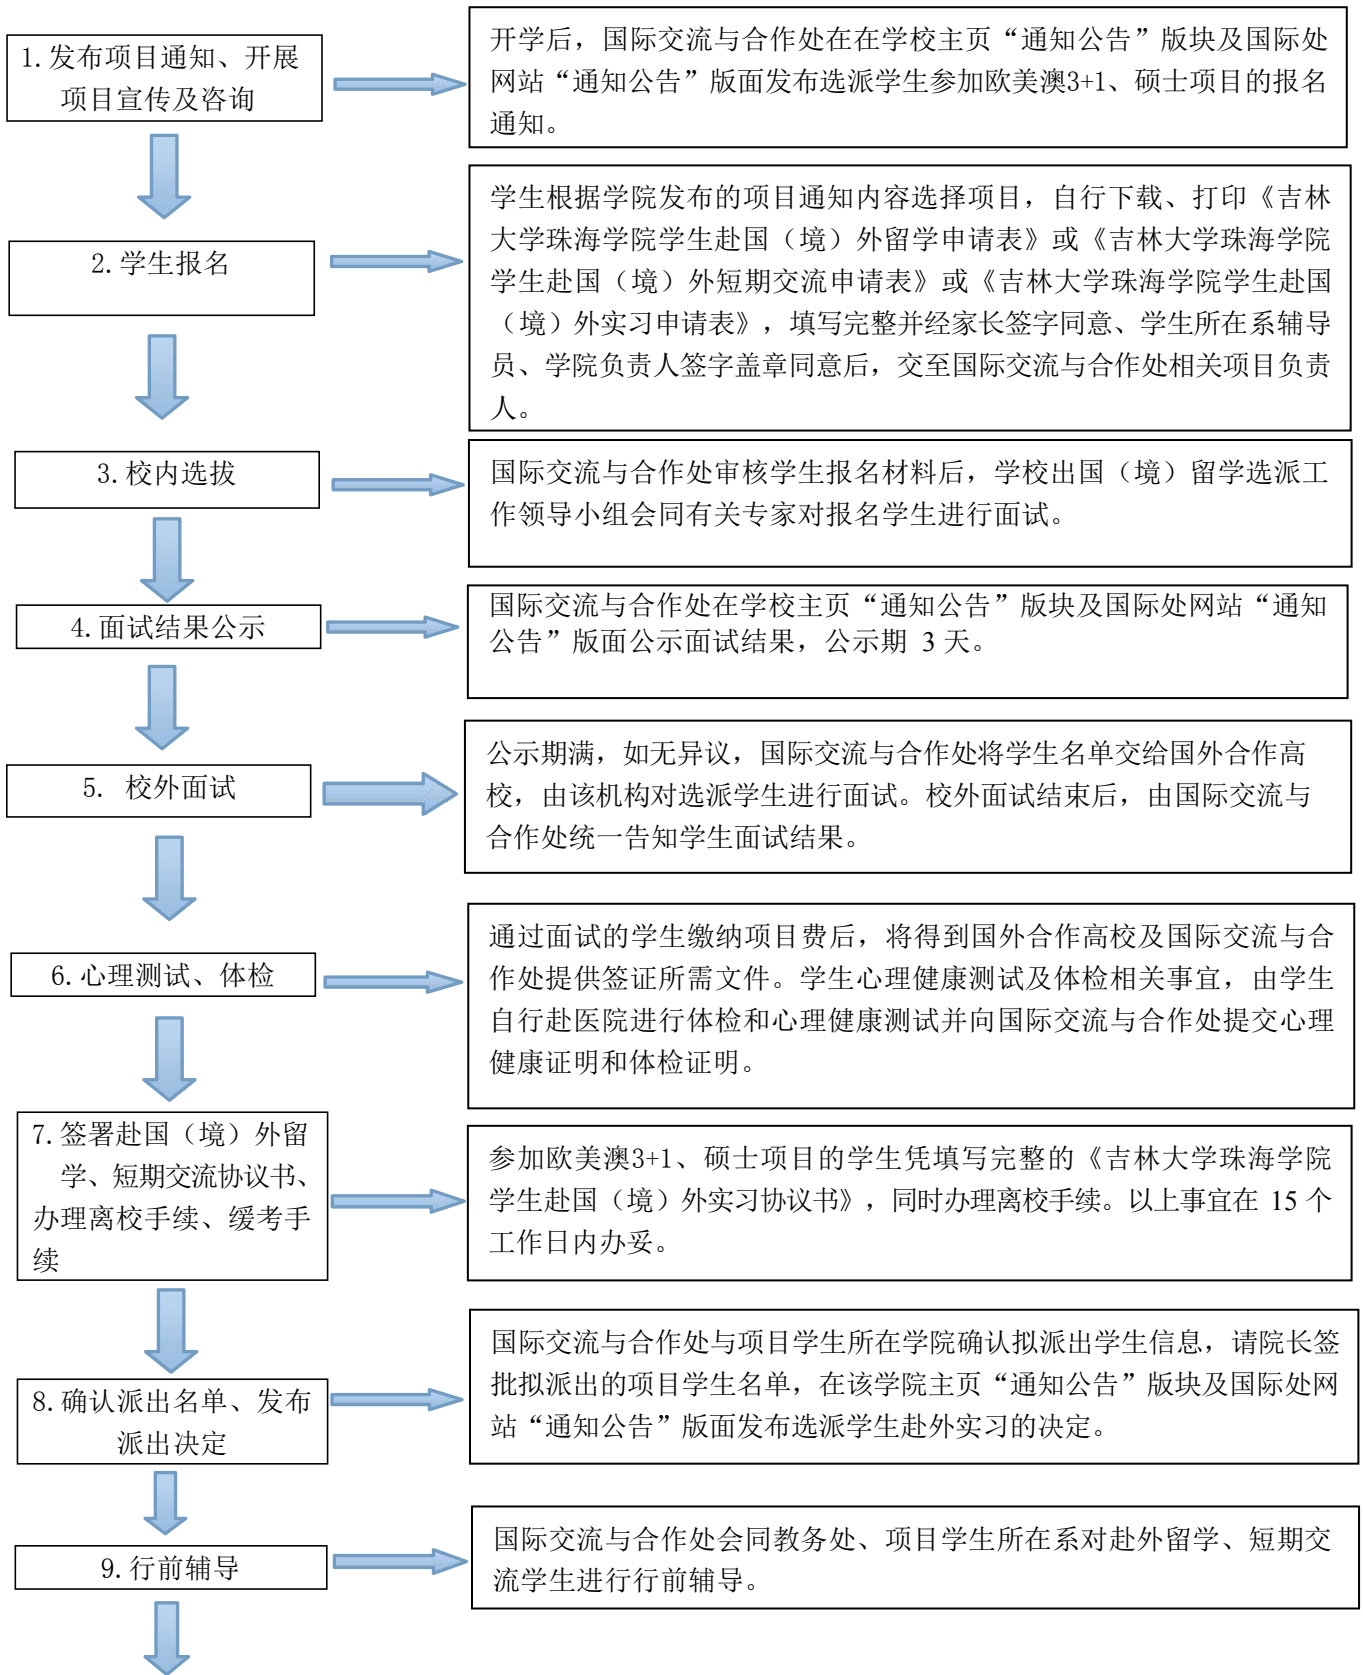 1.发布项目通知、开展
项目宣传及咨询
开学后，国际交流与合作处在在学校主页“通知公告”版块及国际处
网站“通知公告”版面发布选派学生参加欧美澳3+1、硕士项目的报名
通知。
2.学生报名
学生根据学院发布的项目通知内容选择项目，自行下载、打印《吉林
大学珠海学院学生赴国（境）外留学申请表》或《吉林大学珠海学院
学生赴国（境）外短期交流申请表》或《吉林大学珠海学院学生赴国
（境）外实习申请表》，填写完整并经家长签字同意、学生所在系辅导
员、学院负责人签字盖章同意后，交至国际交流与合作处相关项目负责
人。
3.校内选拔
国际交流与合作处审核学生报名材料后，学校出国（境）留学选派工
作领导小组会同有关专家对报名学生进行面试。
4.面试结果公示
国际交流与合作处在学校主页“通知公告”版块及国际处网站“通知
公告”版面公示面试结果，公示期 3 天。
5. 校外面试
公示期满，如无异议，国际交流与合作处将学生名单交给国外合作高
校，由该机构对选派学生进行面试。校外面试结束后，由国际交流与
合作处统一告知学生面试结果。
6.心理测试、体检
通过面试的学生缴纳项目费后，将得到国外合作高校及国际交流与合
作处提供签证所需文件。学生心理健康测试及体检相关事宜，由学生
自行赴医院进行体检和心理健康测试并向国际交流与合作处提交心理
健康证明和体检证明。
7.签署赴国（境）外留
学、短期交流协议书、
办理离校手续、缓考手
续
参加欧美澳3+1、硕士项目的学生凭填写完整的《吉林大学珠海学院
学生赴国（境）外实习协议书》，同时办理离校手续。以上事宜在 15 个
工作日内办妥。
8.确认派出名单、发布
派出决定
国际交流与合作处与项目学生所在学院确认拟派出学生信息，请院长签
批拟派出的项目学生名单，在该学院主页“通知公告”版块及国际处网
站“通知公告”版面发布选派学生赴外实习的决定。
9.行前辅导
国际交流与合作处会同教务处、项目学生所在系对赴外留学、短期交
流学生进行行前辅导。